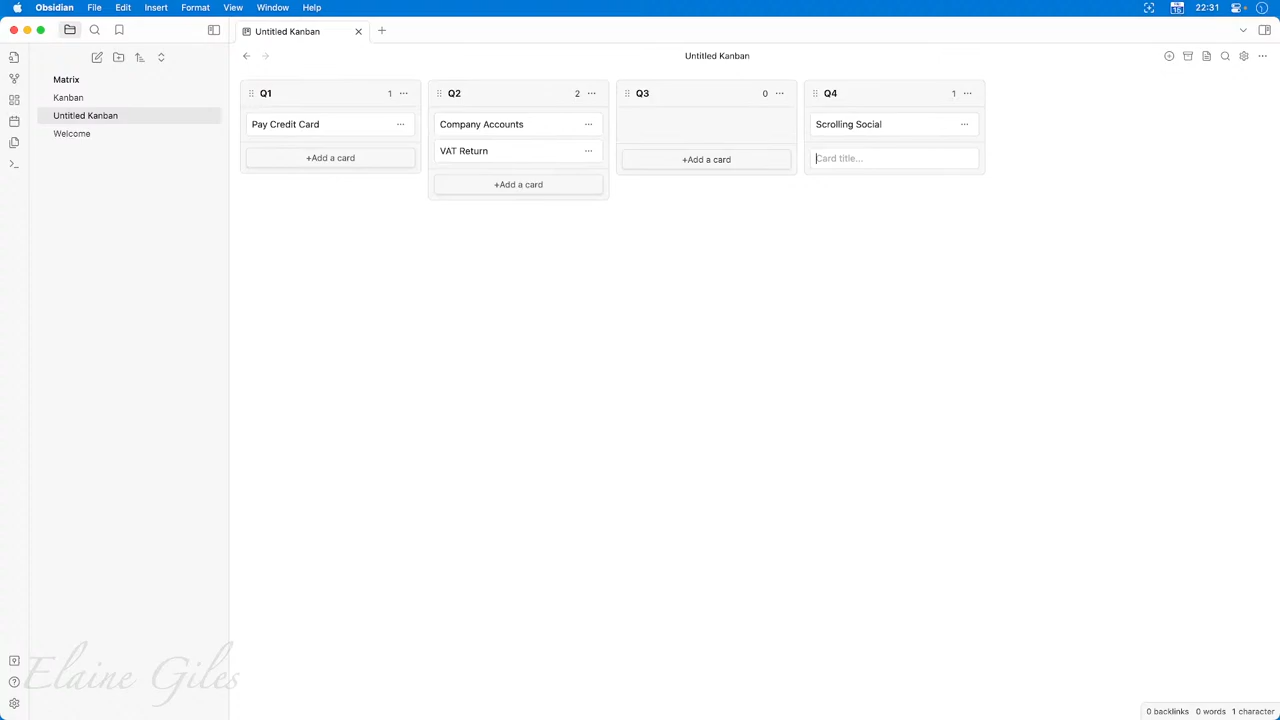 Obsidian File Edit Insert Format View Window Help 15 22:31
Untitled Kanban
Untitled Kanban
Matrix
Kanban
Untitled Kanban
Welcome
Q1 1
Pay Credit Card
+Add a card
Q2 2
Company Accounts
VAT Return
+Add a card
Q3 0
+Add a card
Q4 1
Scrolling Social
Card title...
Elaine Giles
0 backlinks 0 words 1 character